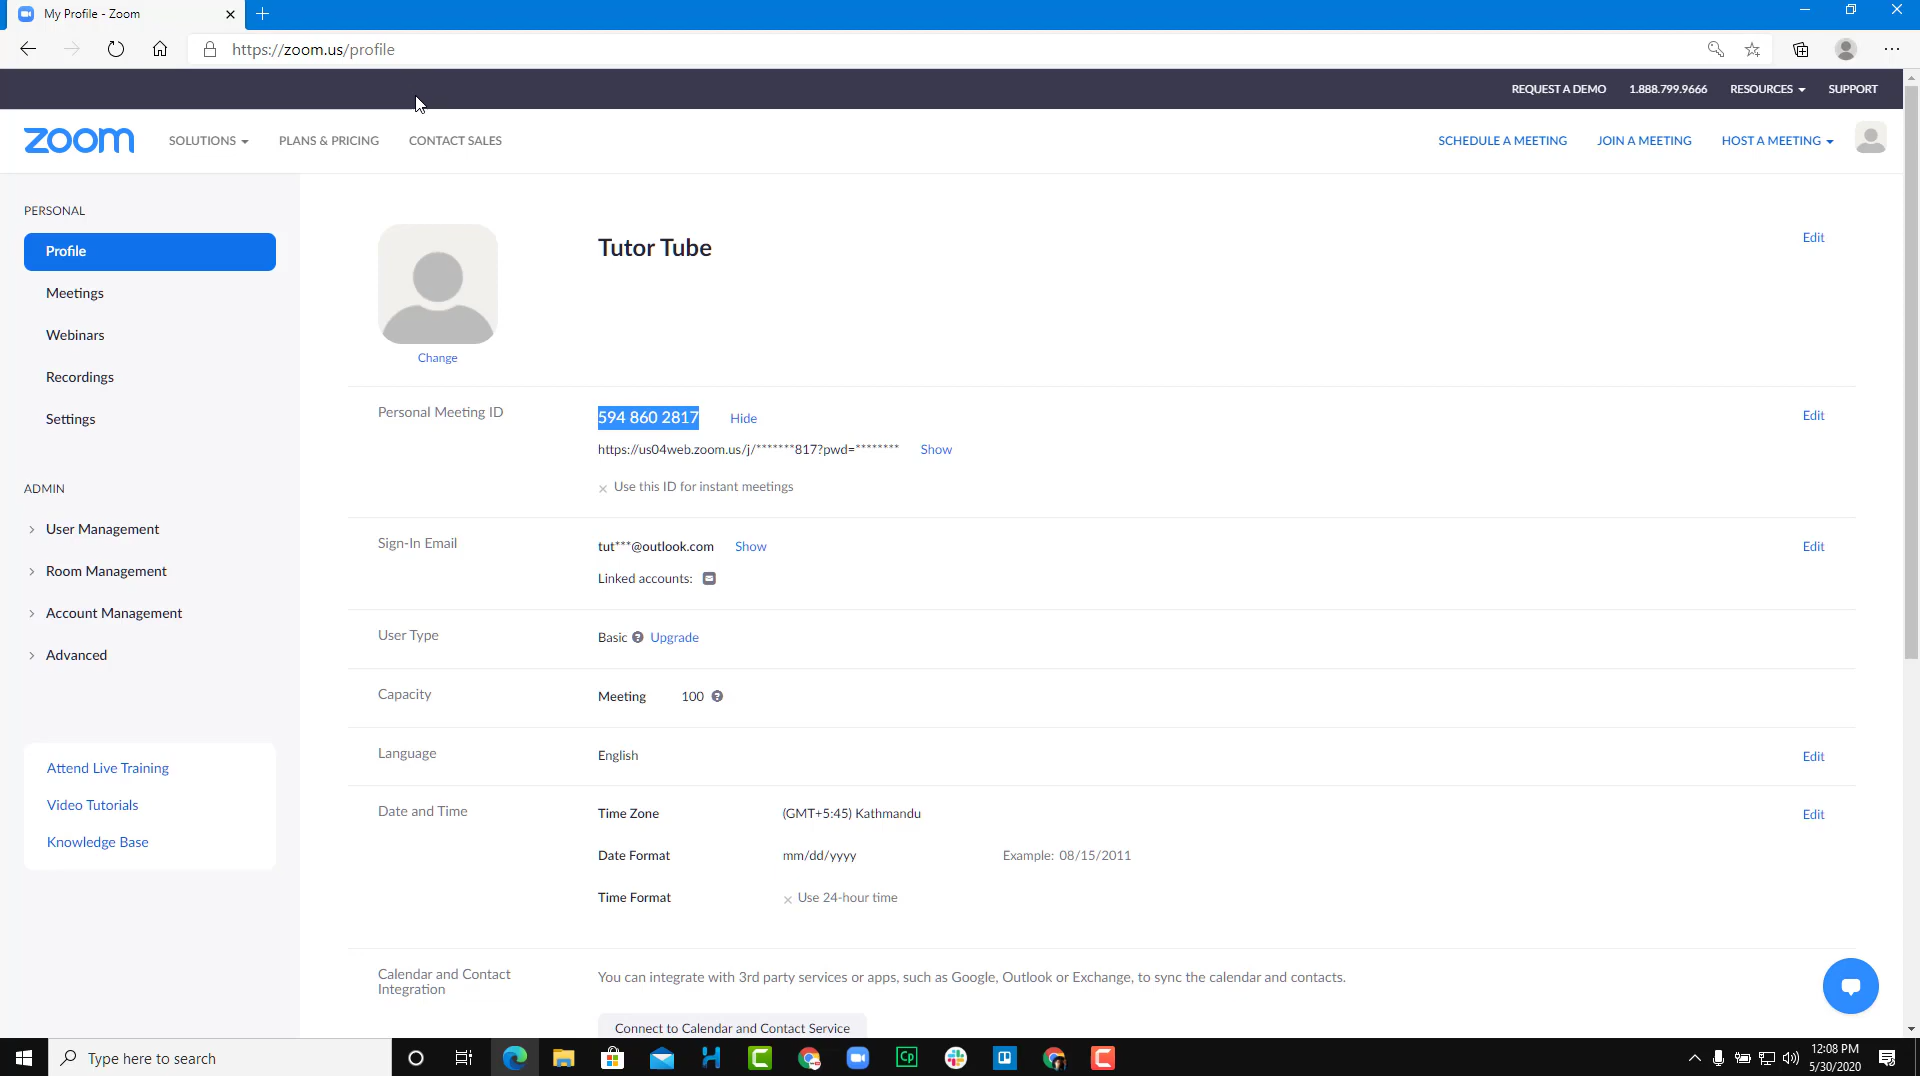 My Profile - Zoom
https://zoom.us/profile
REQUEST A DEMO 1.888.799.9666 RESOURCES SUPPORT
zoom SOLUTIONS PLANS & PRICING CONTACT SALES SCHEDULE A MEETING JOIN A MEETING HOST A MEETING
PERSONAL
Profile
Meetings
Webinars
Recordings
Settings
ADMIN
User Management
Room Management
Account Management
Advanced
Attend Live Training
Video Tutorials
Knowledge Base
Tutor Tube Edit
Change
Personal Meeting ID 594 860 2817 Hide Edit
https://us04web.zoom.us/j/*******817?pwd=******** Show
Use this ID for instant meetings
Sign-In Email tut***@outlook.com Show Edit
Linked accounts:
User Type Basic Upgrade
Capacity Meeting 100
Language English Edit
Date and Time Time Zone (GMT+5:45) Kathmandu Edit
Date Format mm/dd/yyyy Example: 08/15/2011
Time Format Use 24-hour time
Calendar and Contact
Integration
You can integrate with 3rd party services or apps, such as Google, Outlook or Exchange, to sync the calendar and contacts.
Connect to Calendar and Contact Service
Type here to search
Cp
12:08 PM
5/30/2020